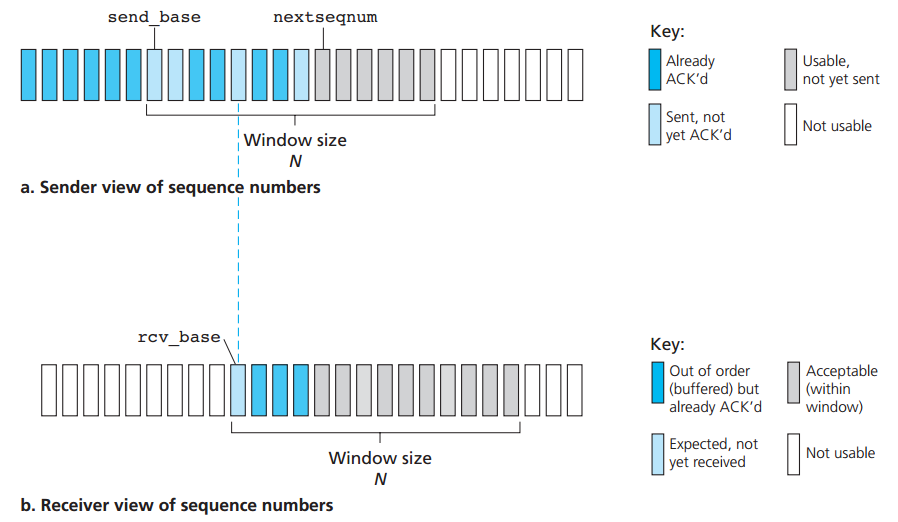 send_base
nextseqnum
Key:
Already
ACK'd
Usable,
not yet sent
Sent, not
yet ACK'd
Not usable
Window size
N
a. Sender view of sequence numbers
rcv_base
Key:
Out of order
(buffered) but
already ACK'd
Acceptable
(within
window)
Expected, not
yet received
Not usable
Window size
N
b. Receiver view of sequence numbers